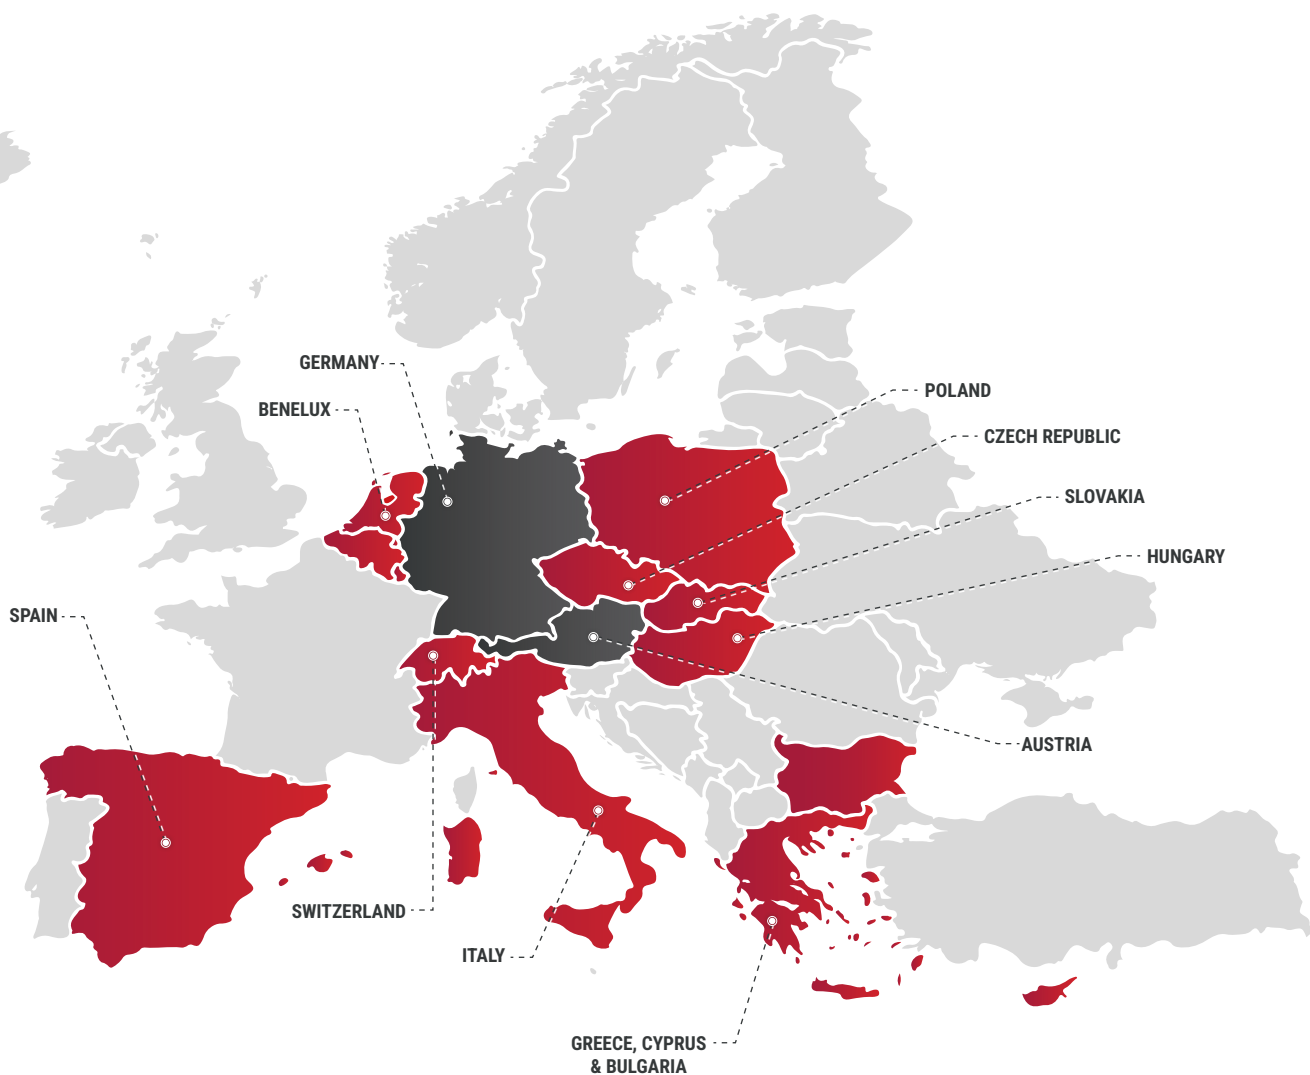 GERMANY
POLAND
BENELUX
CZECH REPUBLIC
SLOVAKIA
HUNGARY
SPAIN
AUSTRIA
SWITZERLAND
ITALY
GREECE, CYPRUS
& BULGARIA